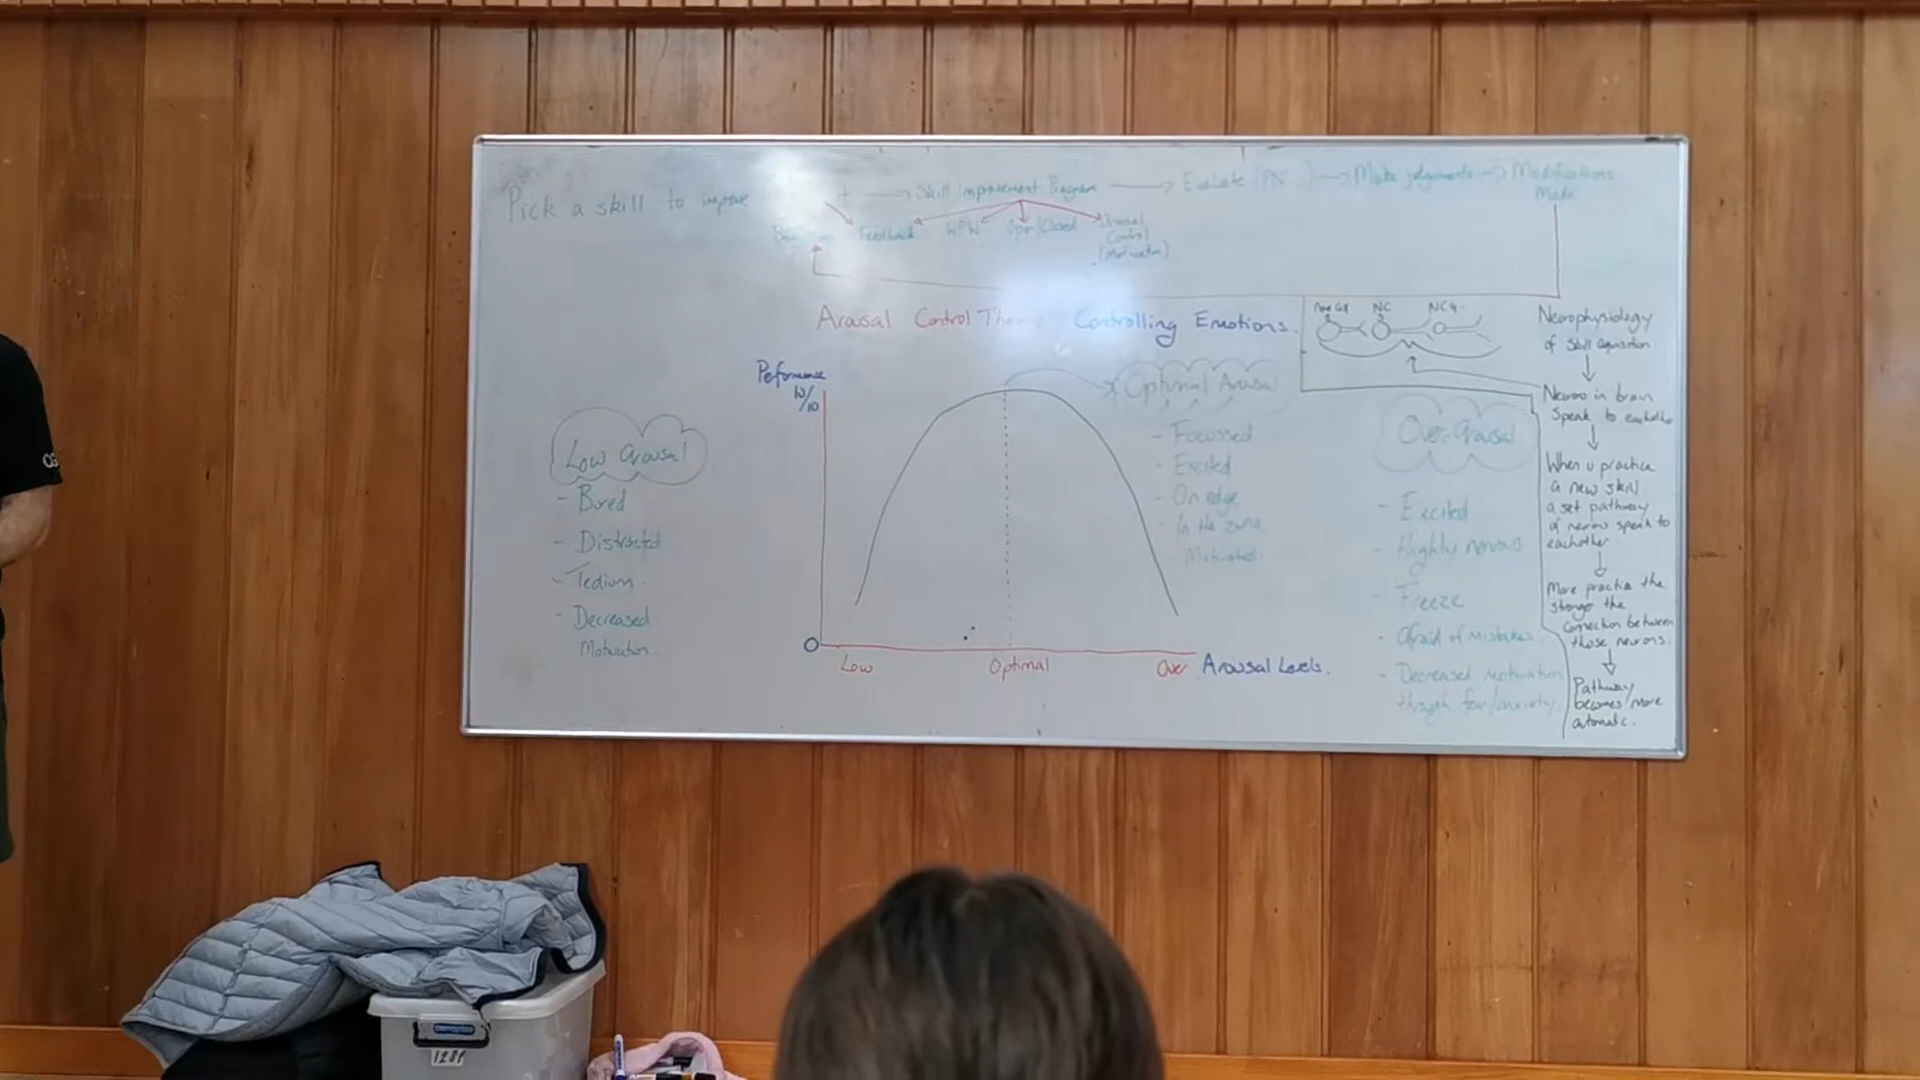 Pick a skill to improve
+ → Skill Improvement Program → Evaluate (PN → Make judgements → Modifications
Made
Feedback WPW Open/Closed Arousal
Control
(Motivation)
Arousal Control Theory Controlling Emotions.
Performance
10/10
0
Low Optimal Over Arousal Levels.
Low Arousal
- Bored
- Distracted
- Tedium.
- Decreased
Motivation.
Optimal Arousal
- Focussed
- Excited
- On edge
- In the zone
- Motivated.
Over-Arousal
- Excited
- Highly nervous
- Freeze
- Afraid of mistakes
- Decreased motivation
through fear/anxiety
NC NC4
Neurophysiology
of Skill Aquisition
Neurons in brain
Speak to eachother
When u practice
a new skill
a set pathway
of neurons speak to
eachother.
More practice the
stronger the
connection between
those neurons.
Pathway
becomes more
automatic.